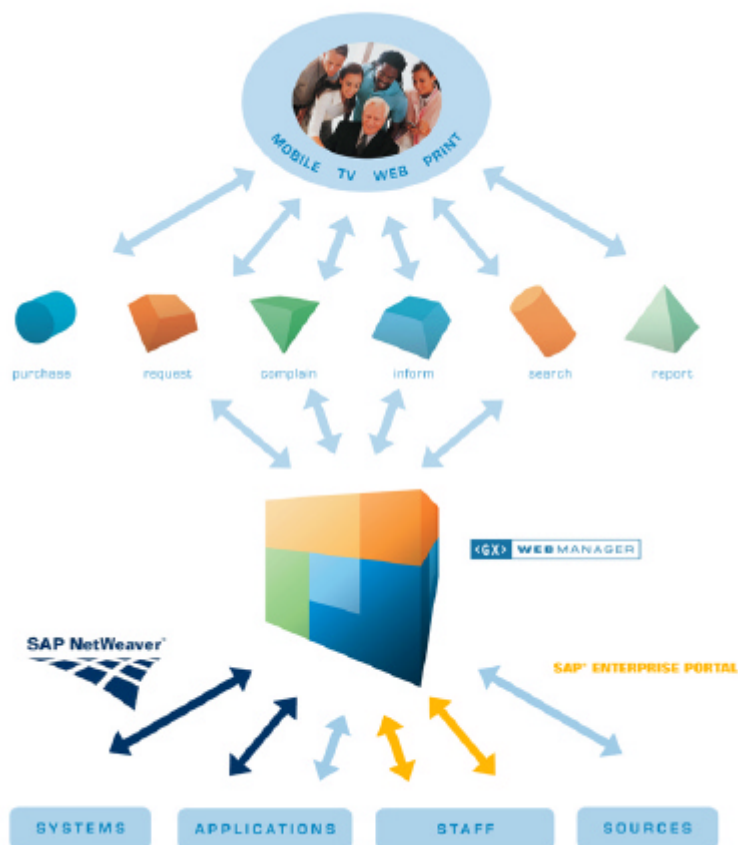 MOBILE TV WEB PRINT
purchase request complain inform search report
<GX> WEBMANAGER
SAP NetWeaver®
SAP® ENTERPRISE PORTAL
SYSTEMS APPLICATIONS STAFF SOURCES